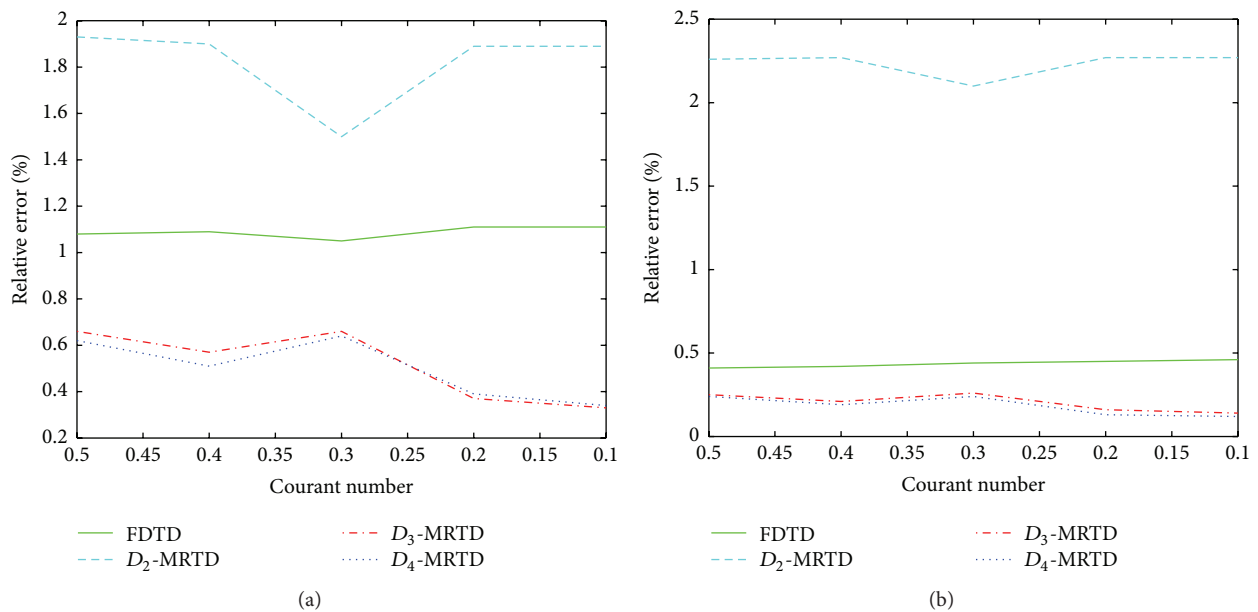 2
1.8
1.6
1.4
1.2
1
0.8
0.6
0.4
0.2
Relative error (%)
0.5 0.45 0.4 0.35 0.3 0.25 0.2 0.15 0.1
Courant number
FDTD
D2-MRTD
D3-MRTD
D4-MRTD
(a)
2.5
2
1.5
1
0.5
0
Relative error (%)
0.5 0.45 0.4 0.35 0.3 0.25 0.2 0.15 0.1
Courant number
FDTD
D2-MRTD
D3-MRTD
D4-MRTD
(b)